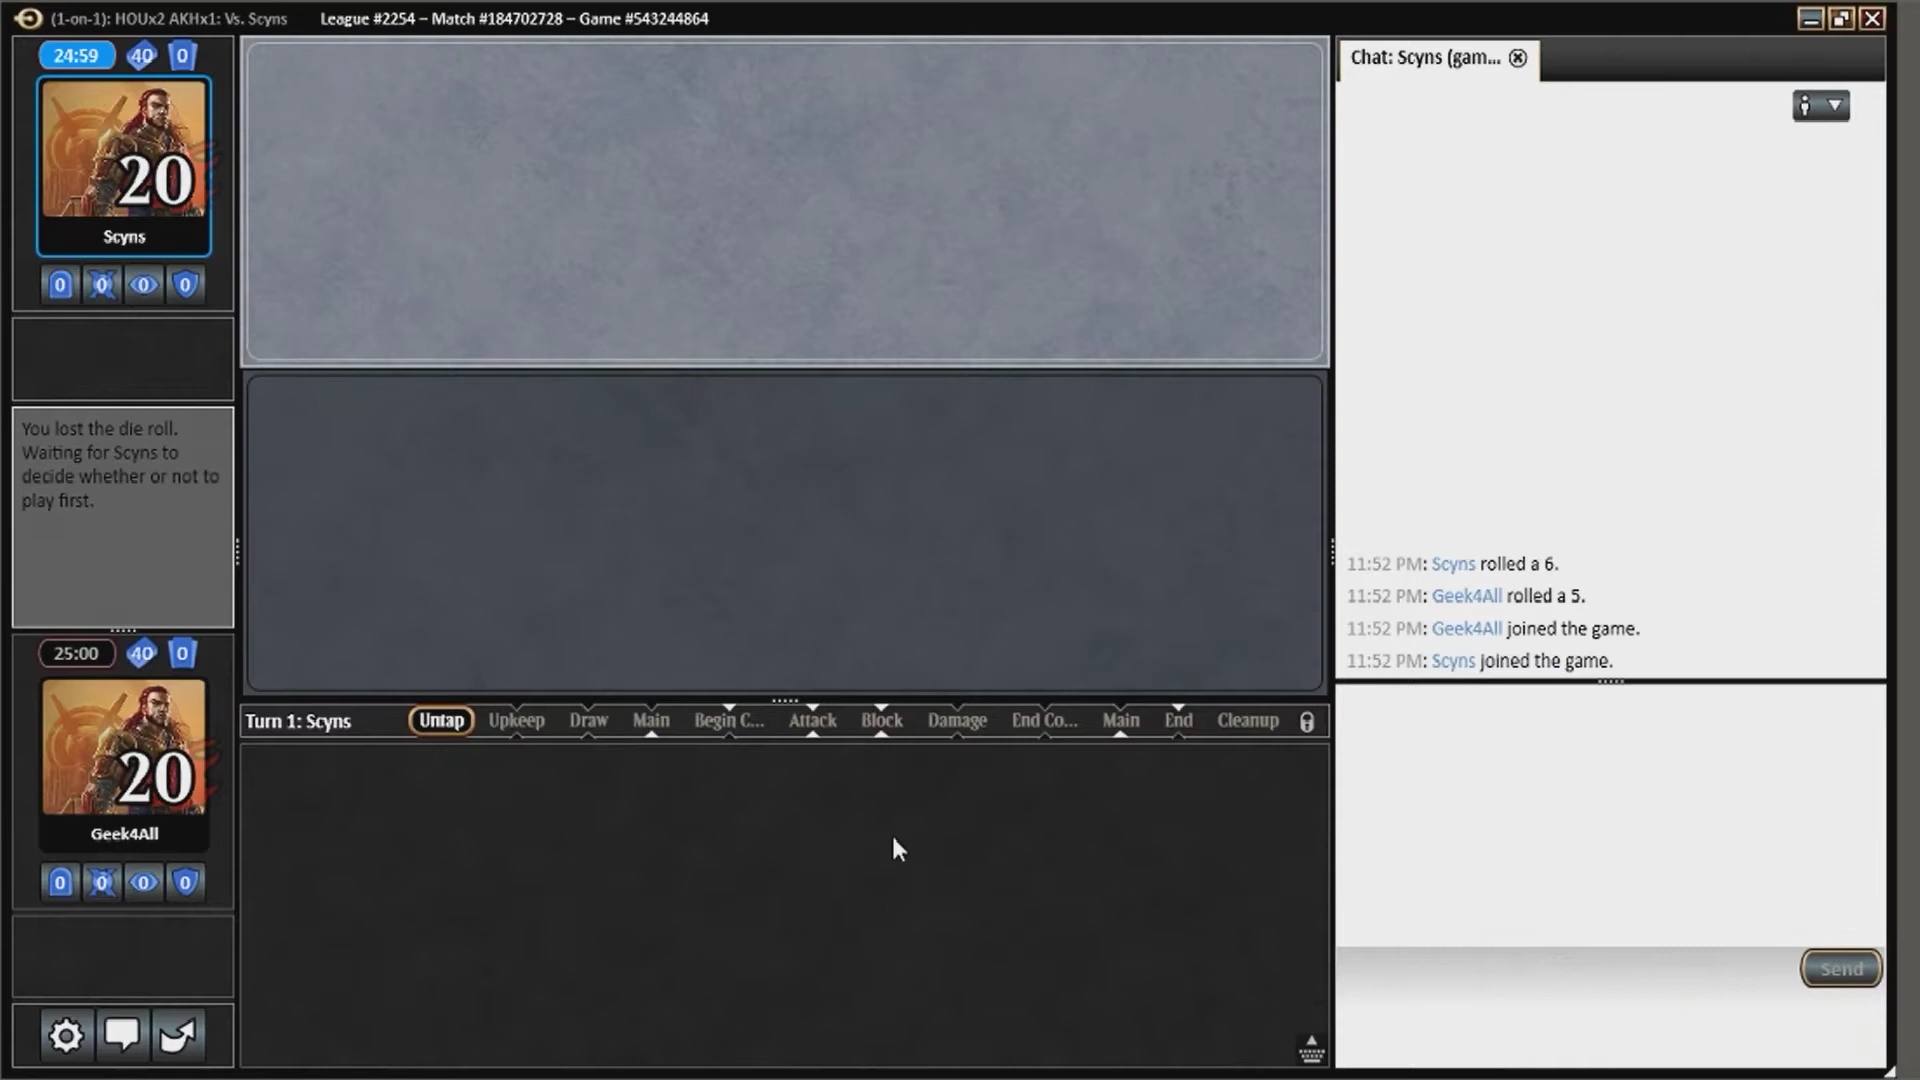 (1-on-1): HOUx2 AKHx1: Vs. Scyns
League #2254 – Match #184702728 – Game #543244864
24:59
40
0
20
Scyns
0
0
0
0
You lost the die roll.
Waiting for Scyns to
decide whether or not to
play first.
25:00
40
0
20
Geek4All
0
0
0
0
Turn 1: Scyns
Untap
Upkeep
Draw
Main
Begin C...
Attack
Block
Damage
End Co...
Main
End
Cleanup
Chat: Scyns (gam...
11:52 PM: Scyns rolled a 6.
11:52 PM: Geek4All rolled a 5.
11:52 PM: Geek4All joined the game.
11:52 PM: Scyns joined the game.
Send